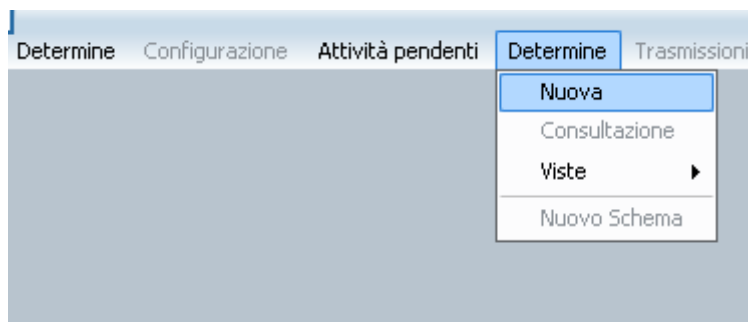 Determine Configurazione Attività pendenti Determine Trasmissioni
Nuova
Consultazione
Viste
Nuovo Schema